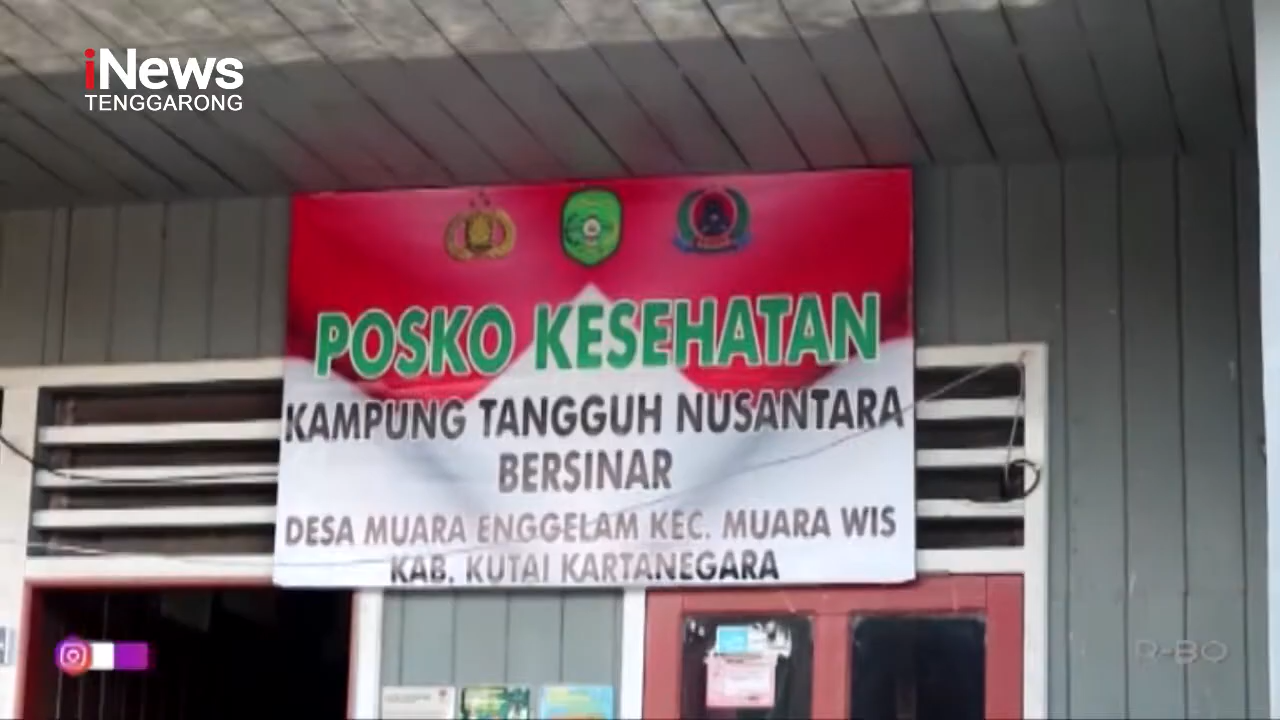 iNews
TENGGARONG
POSKO KESEHATAN
KAMPUNG TANGGUH NUSANTARA
BERSINAR
DESA MUARA ENGGELAM KEC. MUARA WIS
KAB. KUTAI KARTANEGARA